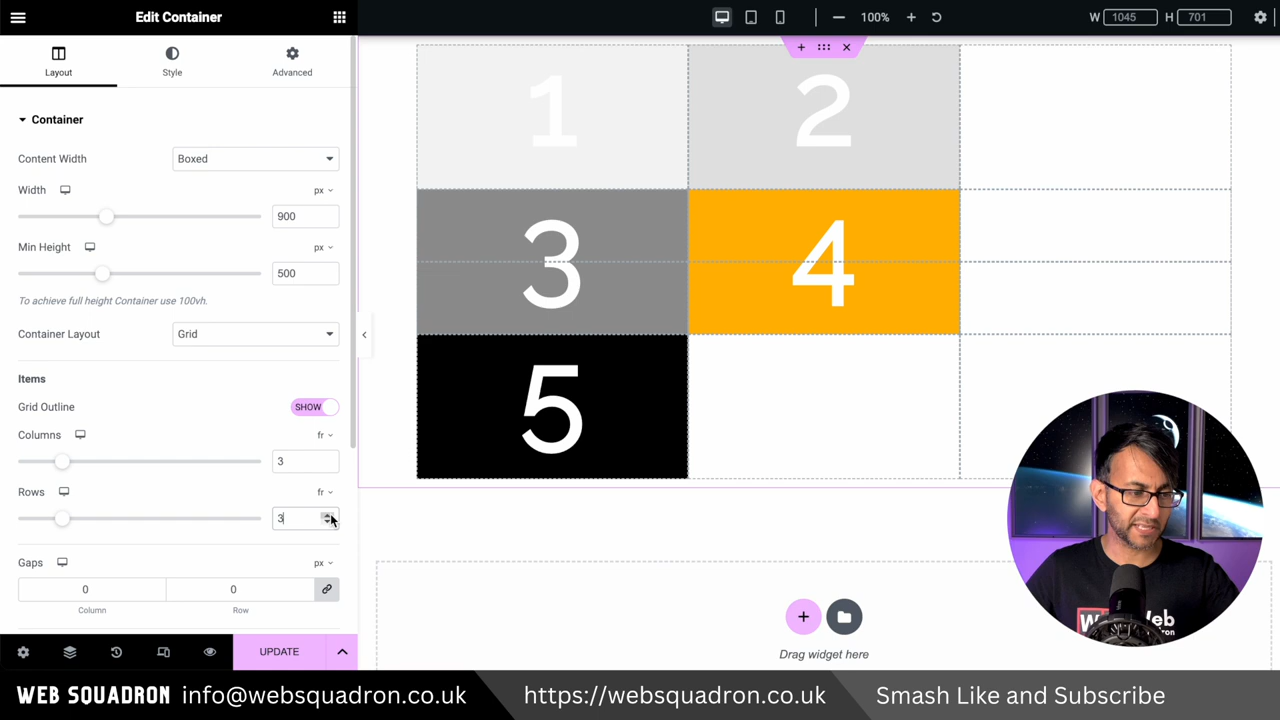 Edit Container
100%
W 1045 H 701
Layout
Style
Advanced
Container
Content Width
Boxed
Width
px
900
Min Height
px
500
To achieve full height Container use 100vh.
Container Layout
Grid
Items
Grid Outline
SHOW
Columns
fr
3
Rows
fr
3
Gaps
px
0
0
Column
Row
UPDATE
1
2
3
4
5
Drag widget here
WEB SQUADRON info@websquadron.co.uk
https://websquadron.co.uk
Smash Like and Subscribe